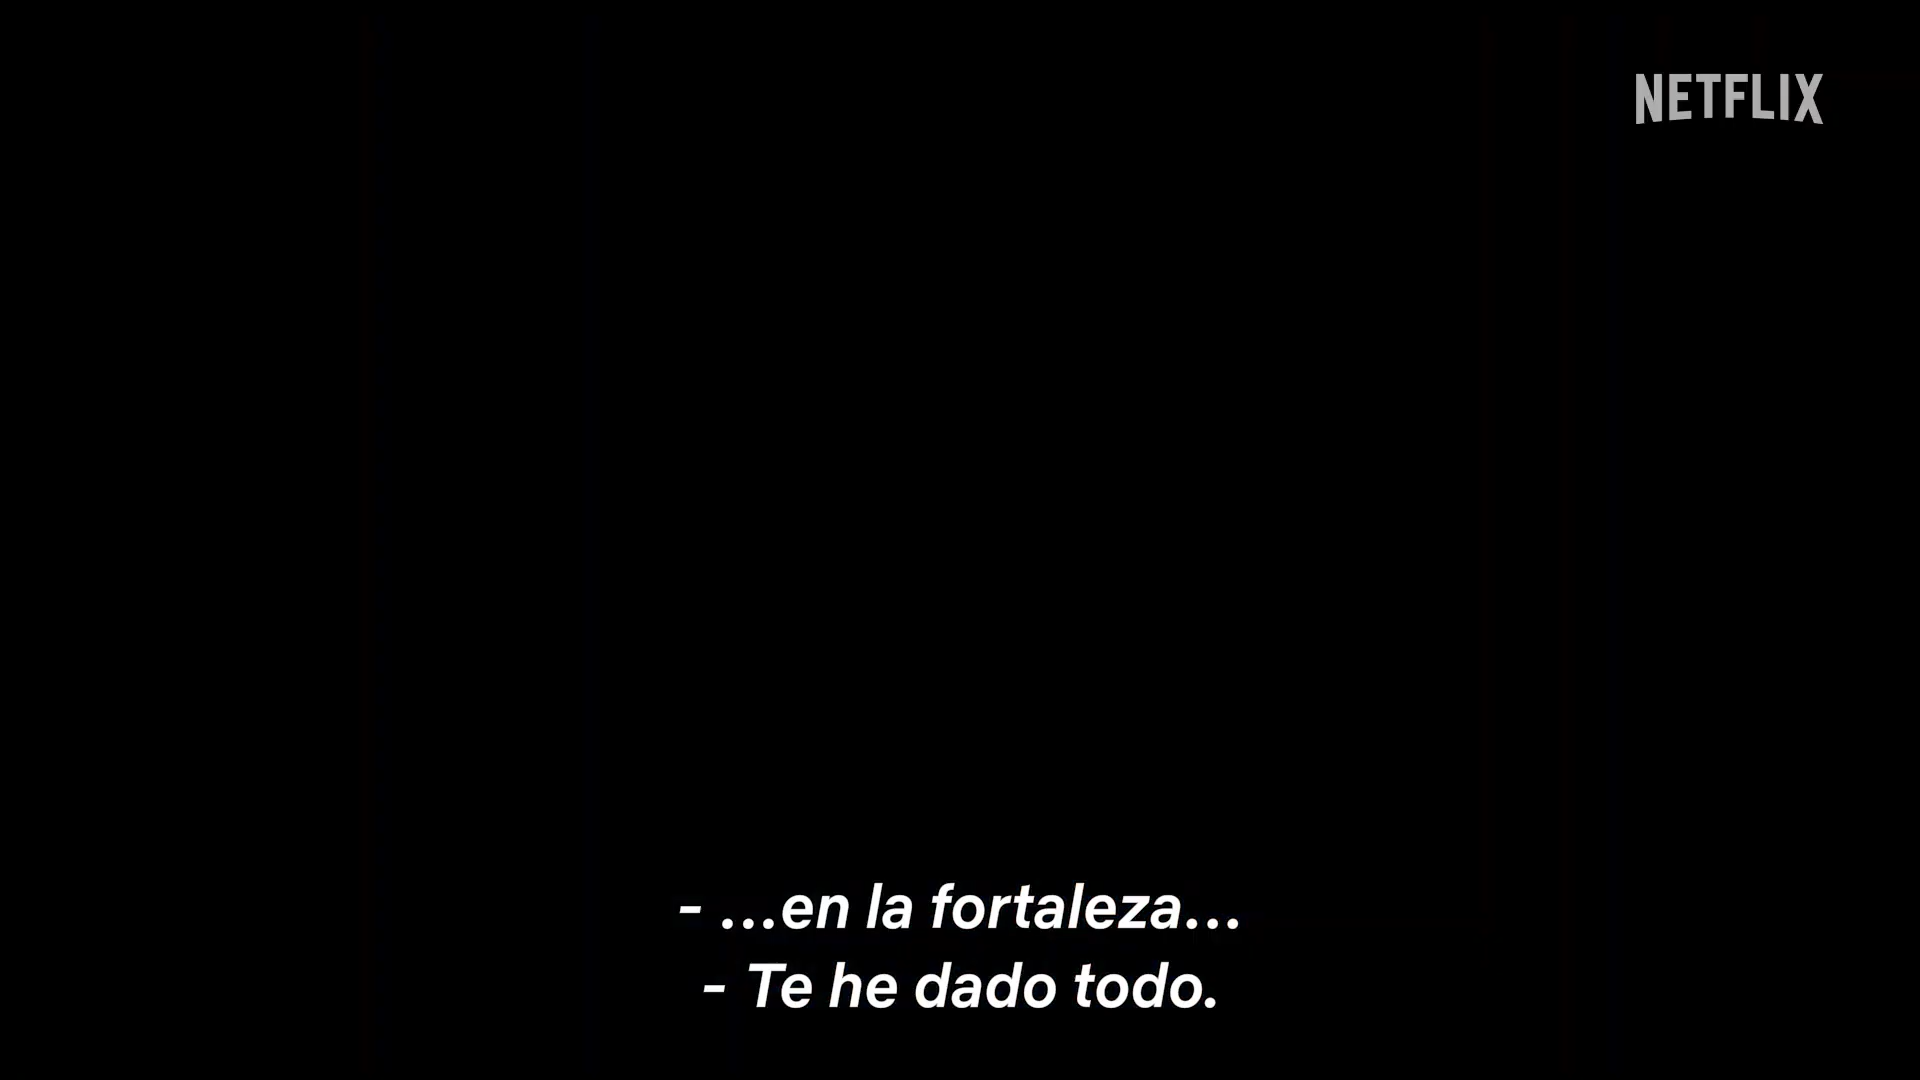 NETFLIX
- ...en la fortaleza...
- Te he dado todo.